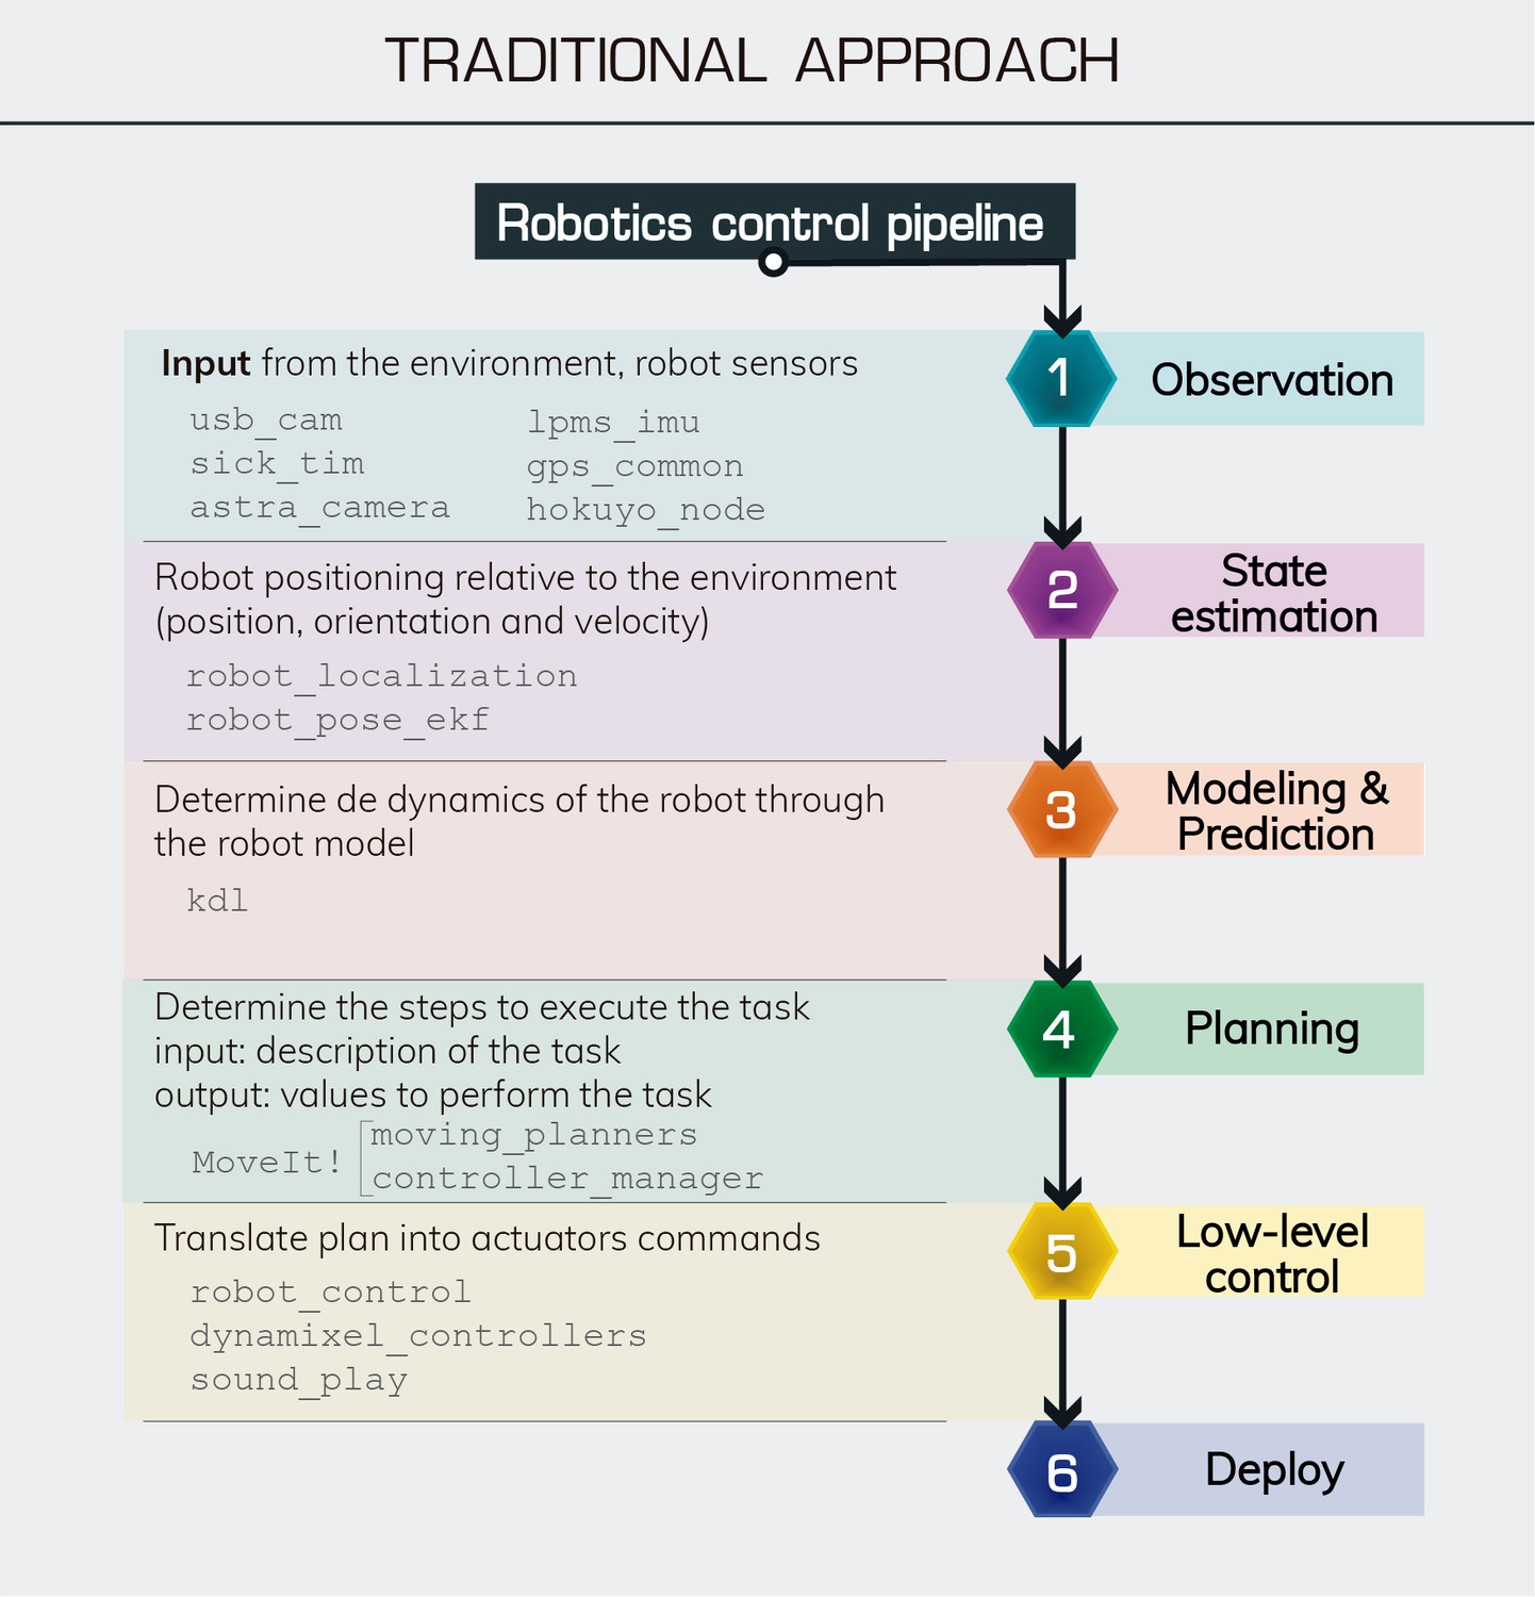 TRADITIONAL APPROACH
Robotics control pipeline
Input from the environment, robot sensors
usb_cam
sick_tim
astra_camera
lpms_imu
gps_common
hokuyo_node
1
Observation
Robot positioning relative to the environment
(position, orientation and velocity)
robot_localization
robot_pose_ekf
2
State
estimation
Determine de dynamics of the robot through
the robot model
kdl
3
Modeling &
Prediction
Determine the steps to execute the task
input: description of the task
output: values to perform the task
MoveIt!
moving_planners
controller_manager
4
Planning
Translate plan into actuators commands
robot_control
dynamixel_controllers
sound_play
5
Low-level
control
6
Deploy